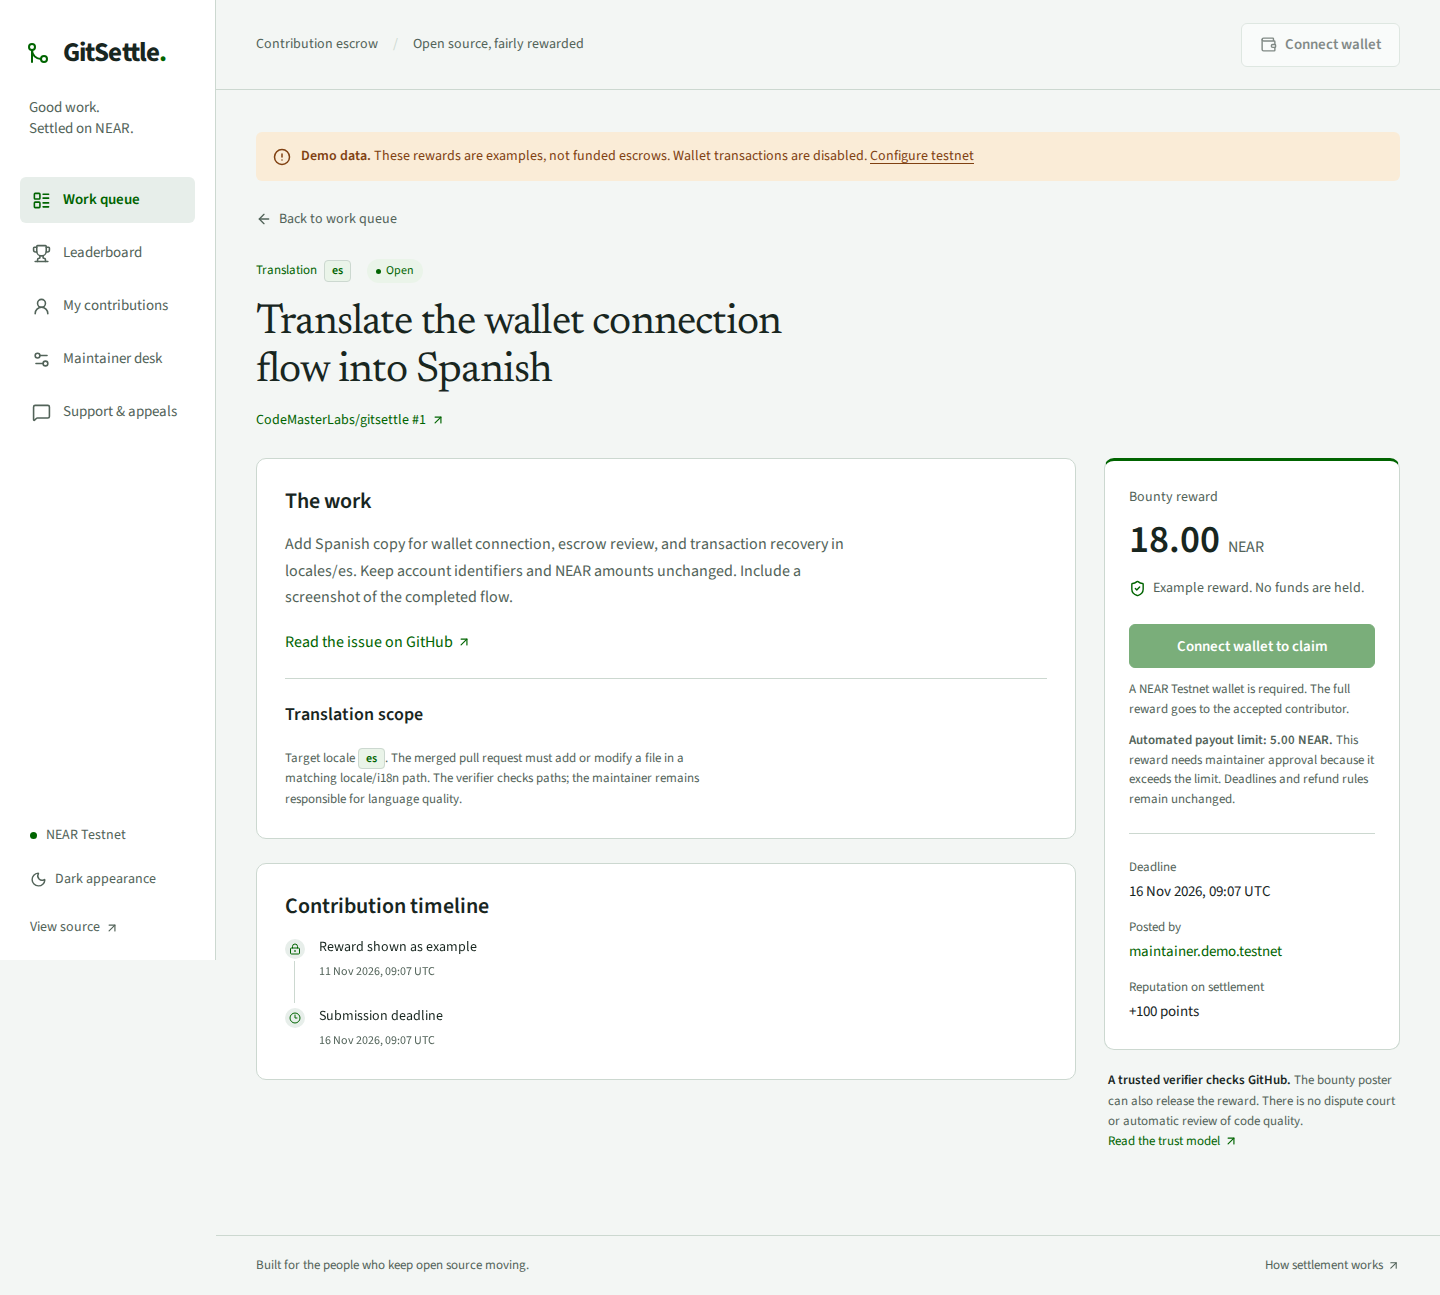 GitSettle.
Good work.
Settled on NEAR.
Work queue
Leaderboard
My contributions
Maintainer desk
Support & appeals
NEAR Testnet
Dark appearance
View source
Contribution escrow / Open source, fairly rewarded
Connect wallet
Demo data. These rewards are examples, not funded escrows. Wallet transactions are disabled. Configure testnet
Back to work queue
Translation es Open
Translate the wallet connection
flow into Spanish
CodeMasterLabs/gitsettle #1
The work
Add Spanish copy for wallet connection, escrow review, and transaction recovery in
locales/es. Keep account identifiers and NEAR amounts unchanged. Include a
screenshot of the completed flow.
Read the issue on GitHub
Translation scope
Target locale es. The merged pull request must add or modify a file in a
matching locale/i18n path. The verifier checks paths; the maintainer remains
responsible for language quality.
Contribution timeline
Reward shown as example
11 Nov 2026, 09:07 UTC
Submission deadline
16 Nov 2026, 09:07 UTC
Bounty reward
18.00 NEAR
Example reward. No funds are held.
Connect wallet to claim
A NEAR Testnet wallet is required. The full
reward goes to the accepted contributor.
Automated payout limit: 5.00 NEAR. This
reward needs maintainer approval because it
exceeds the limit. Deadlines and refund rules
remain unchanged.
Deadline
16 Nov 2026, 09:07 UTC
Posted by
maintainer.demo.testnet
Reputation on settlement
+100 points
A trusted verifier checks GitHub. The bounty poster
can also release the reward. There is no dispute court
or automatic review of code quality.
Read the trust model
Built for the people who keep open source moving.
How settlement works